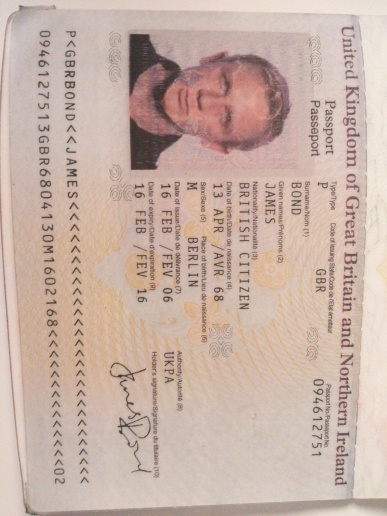 United Kingdom of Great Britain and Northern Ireland
Passport
Passeport
Type/Type Code of Issuing State/Code de l'État émetteur Passport No./Passeport No.
P GBR 094612751
Surname/Nom (1)
BOND
Given names/Prénoms (2)
JAMES
Nationality/Nationalité (3)
BRITISH CITIZEN
Date of birth/Date de naissance (4)
13 APR /AVR 68
Sex/Sexe (5) Place of birth/Lieu de naissance (6)
M BERLIN
Date of issue/Date de délivrance (7) Authority/Autorité (8)
16 FEB /FEV 06 UKPA
Date of expiry/Date d'expiration (9) Holder's signature/Signature du titulaire (10)
16 FEB /FEV 16
James Bond
P<GBRBOND<<JAMES<<<<<<<<<<<<<<<<<<<<<<<<<<<<
0946127513GBR6804130M1602168<<<<<<<<<<<<<<02